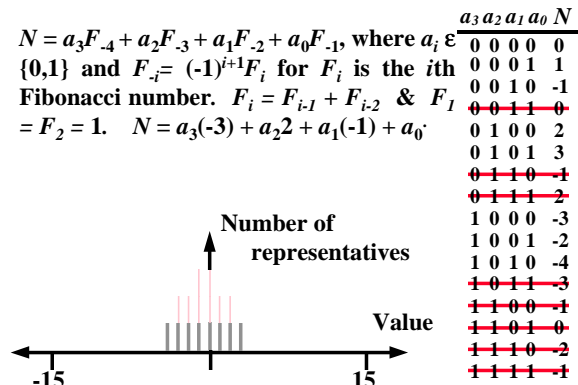 N = a₃F₋₄ + a₂F₋₃ + a₁F₋₂ + a₀F₋₁, where aᵢ ε
{0,1} and F₋ᵢ= (-1)ⁱ⁺¹Fᵢ for Fᵢ is the ith
Fibonacci number. Fᵢ = Fᵢ₋₁ + Fᵢ₋₂ & F₁
= F₂ = 1. N = a₃(-3) + a₂2 + a₁(-1) + a₀.
a₃ a₂ a₁ a₀ N
0 0 0 0 0
0 0 0 1 1
0 0 1 0 -1
0 0 1 1 0
0 1 0 0 2
0 1 0 1 3
0 1 1 0 -1
0 1 1 1 2
1 0 0 0 -3
1 0 0 1 -2
1 0 1 0 -4
1 0 1 1 -3
1 1 0 0 -1
1 1 0 1 0
1 1 1 0 -2
1 1 1 1 -1
Number of
representatives
Value
-15
15